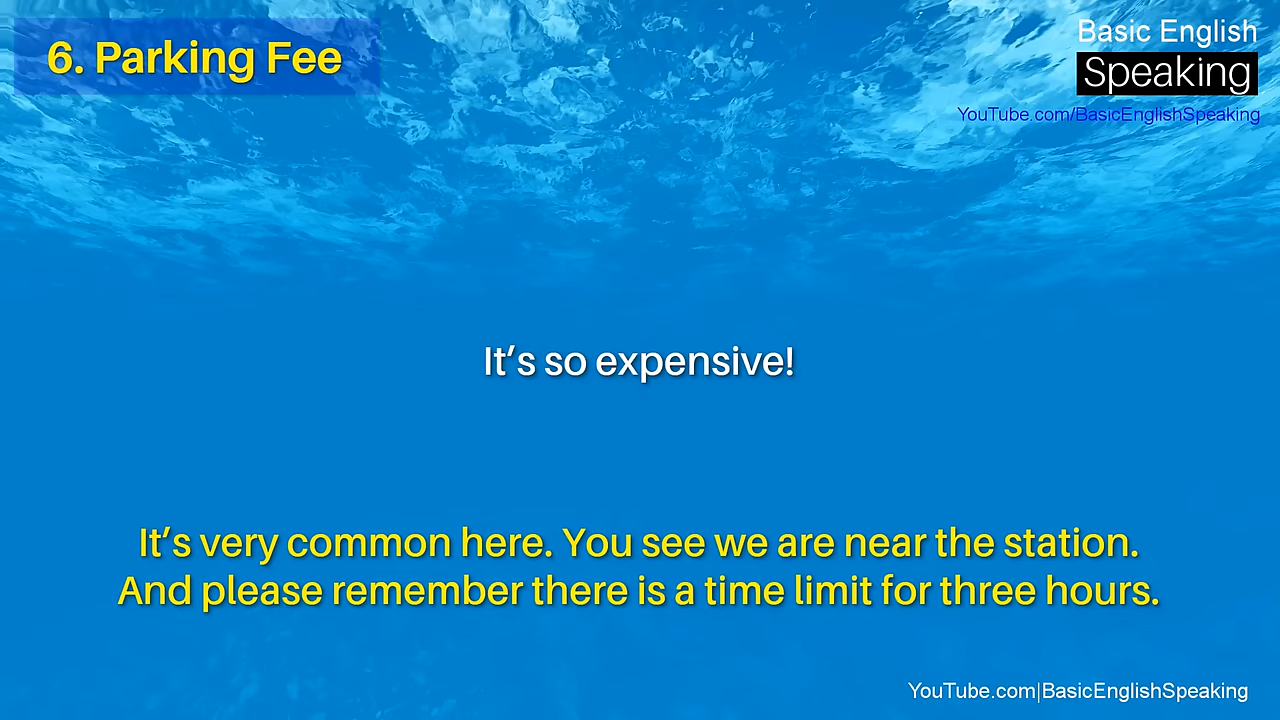 6. Parking Fee
Basic English
Speaking
YouTube.com/BasicEnglishSpeaking
It’s so expensive!
It’s very common here. You see we are near the station.
And please remember there is a time limit for three hours.
YouTube.com|BasicEnglishSpeaking